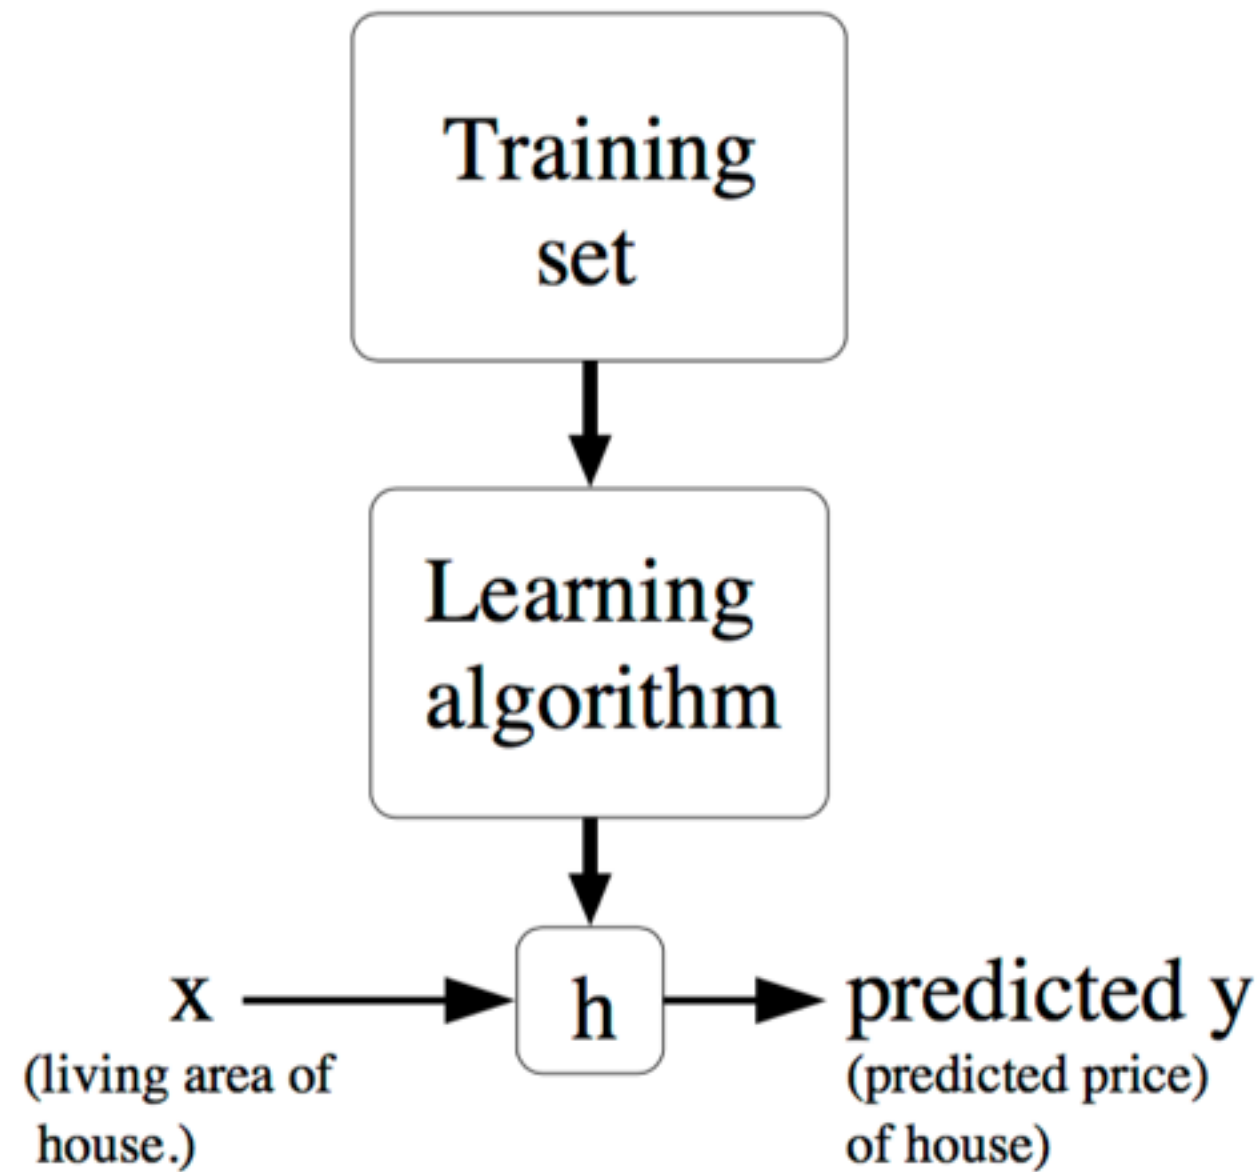 Training
set
Learning
algorithm
x
(living area of
house.)
h
predicted y
(predicted price)
of house)